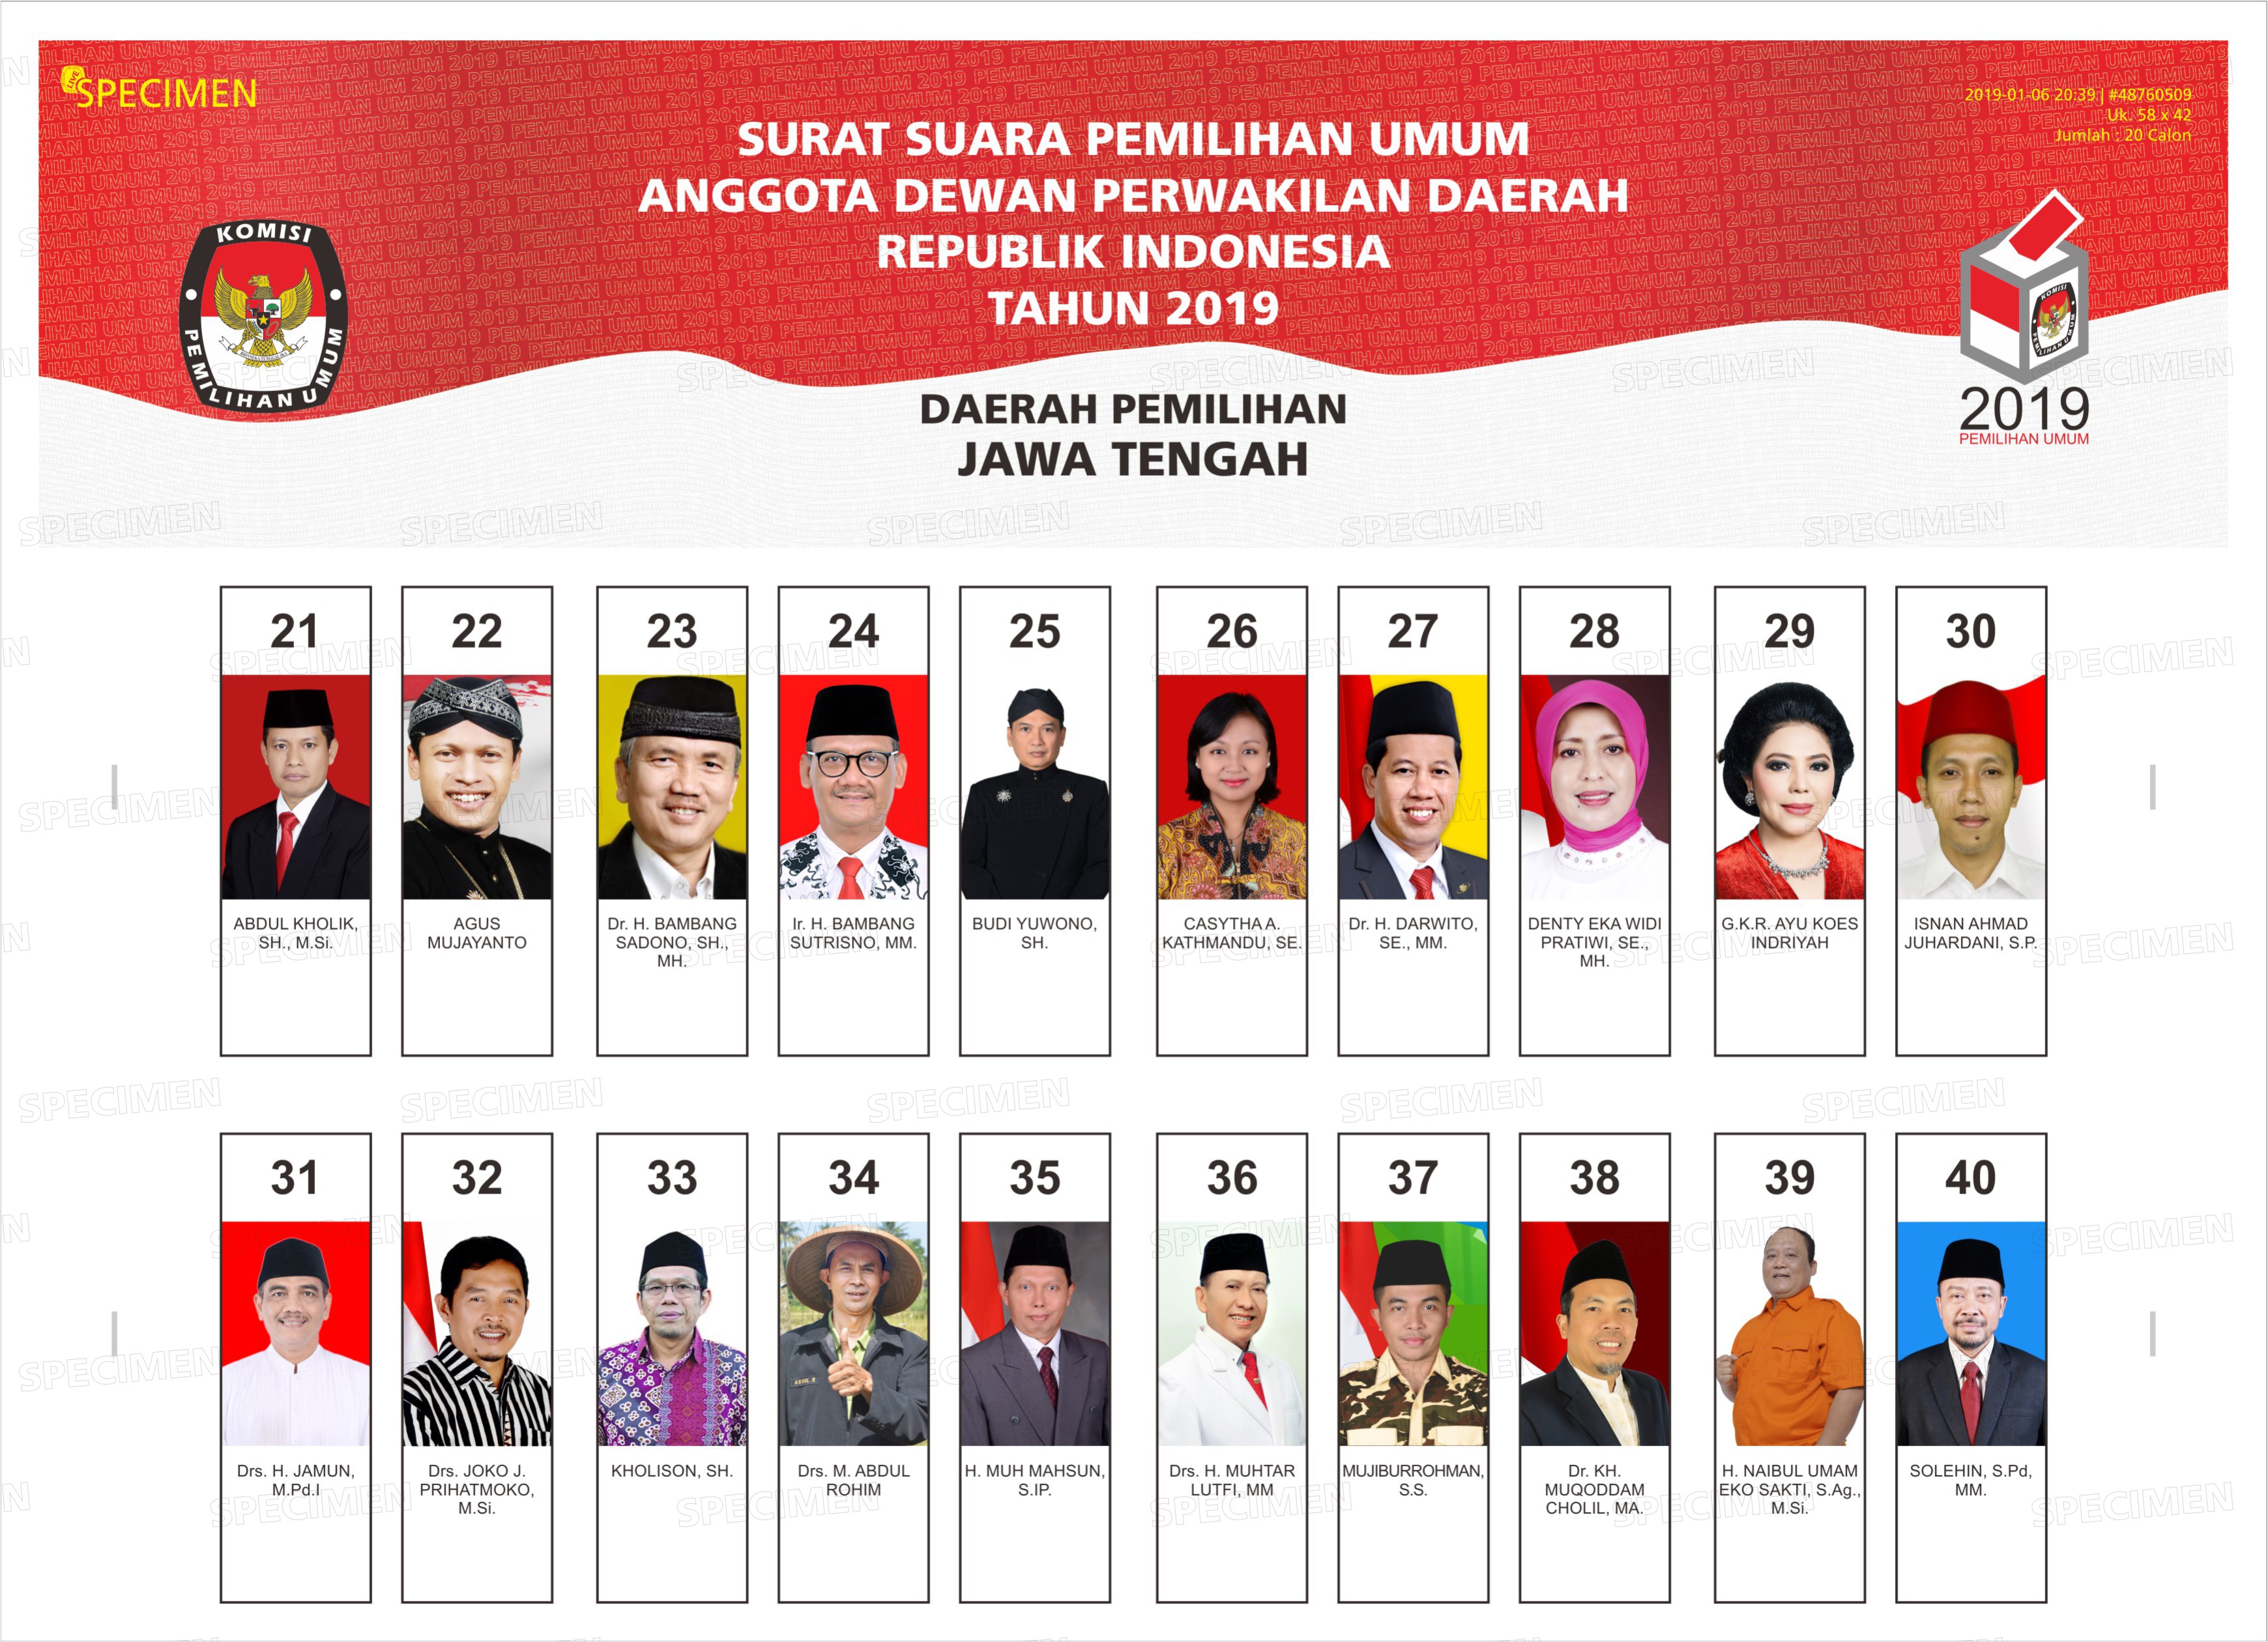 SPECIMEN
2019-01-06 20:39 | #48760509
Uk. 58 x 42
Jumlah : 20 Calon
SURAT SUARA PEMILIHAN UMUM
ANGGOTA DEWAN PERWAKILAN DAERAH
REPUBLIK INDONESIA
TAHUN 2019
KOMISI
PEMILIHAN UMUM
DAERAH PEMILIHAN
JAWA TENGAH
2019
PEMILIHAN UMUM
21
ABDUL KHOLIK,
SH., M.Si.
22
AGUS
MUJAYANTO
23
Dr. H. BAMBANG
SADONO, SH.,
MH.
24
Ir. H. BAMBANG
SUTRISNO, MM.
25
BUDI YUWONO,
SH.
26
CASYTHA A.
KATHMANDU, SE.
27
Dr. H. DARWITO,
SE., MM.
28
DENTY EKA WIDI
PRATIWI, SE.,
MH.
29
G.K.R. AYU KOES
INDRIYAH
30
ISNAN AHMAD
JUHARDANI, S.P.
31
Drs. H. JAMUN,
M.Pd.I
32
Drs. JOKO J.
PRIHATMOKO,
M.Si.
33
KHOLISON, SH.
34
Drs. M. ABDUL
ROHIM
35
H. MUH MAHSUN,
S.IP.
36
Drs. H. MUHTAR
LUTFI, MM
37
MUJIBURROHMAN,
S.S.
38
Dr. KH.
MUQODDAM
CHOLIL, MA.
39
H. NAIBUL UMAM
EKO SAKTI, S.Ag.,
M.Si.
40
SOLEHIN, S.Pd,
MM.